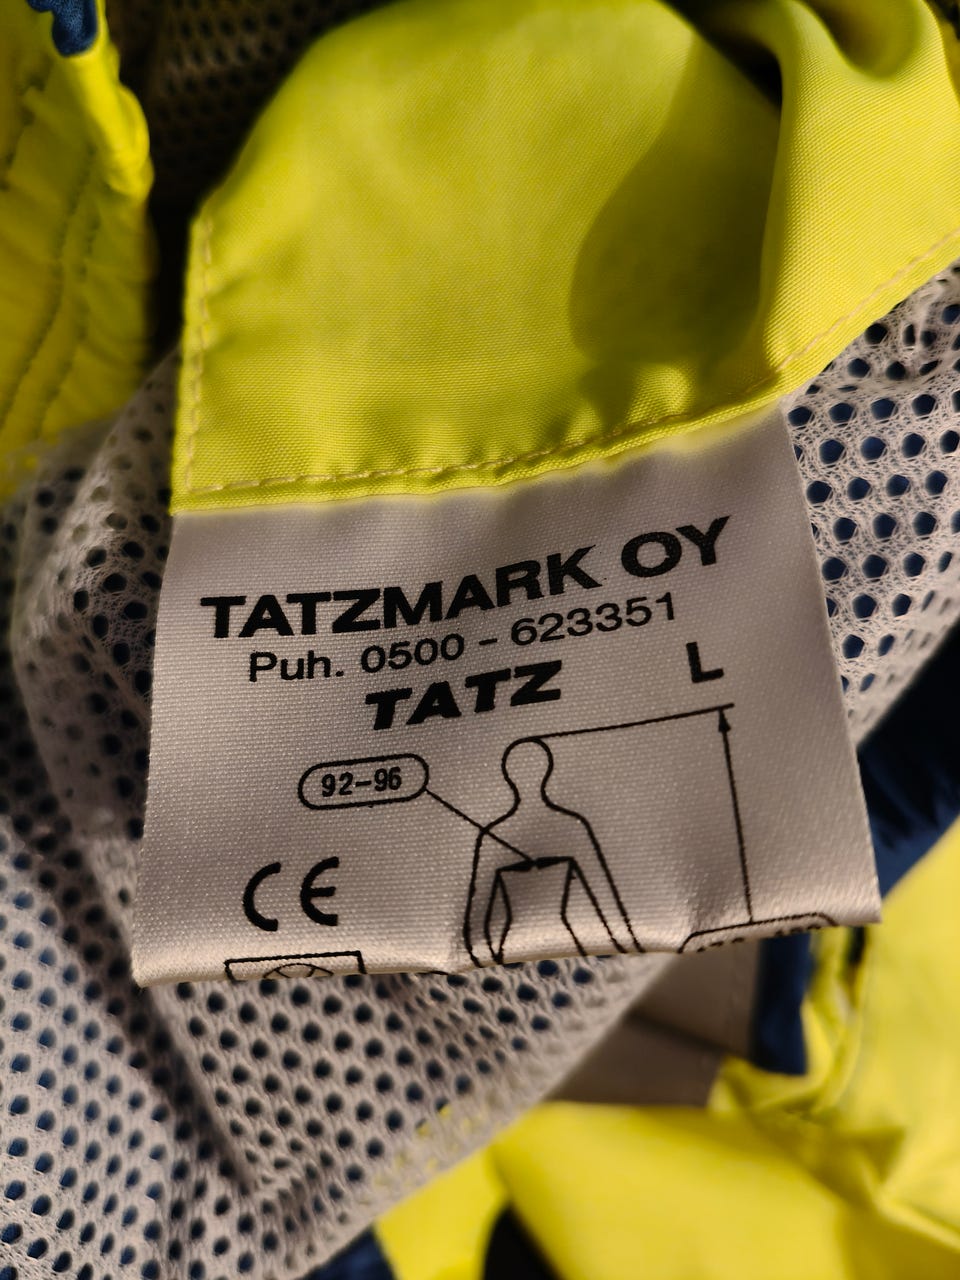 TATZMARK OY
Puh. 0500 - 623351
TATZ L
92-96
CE